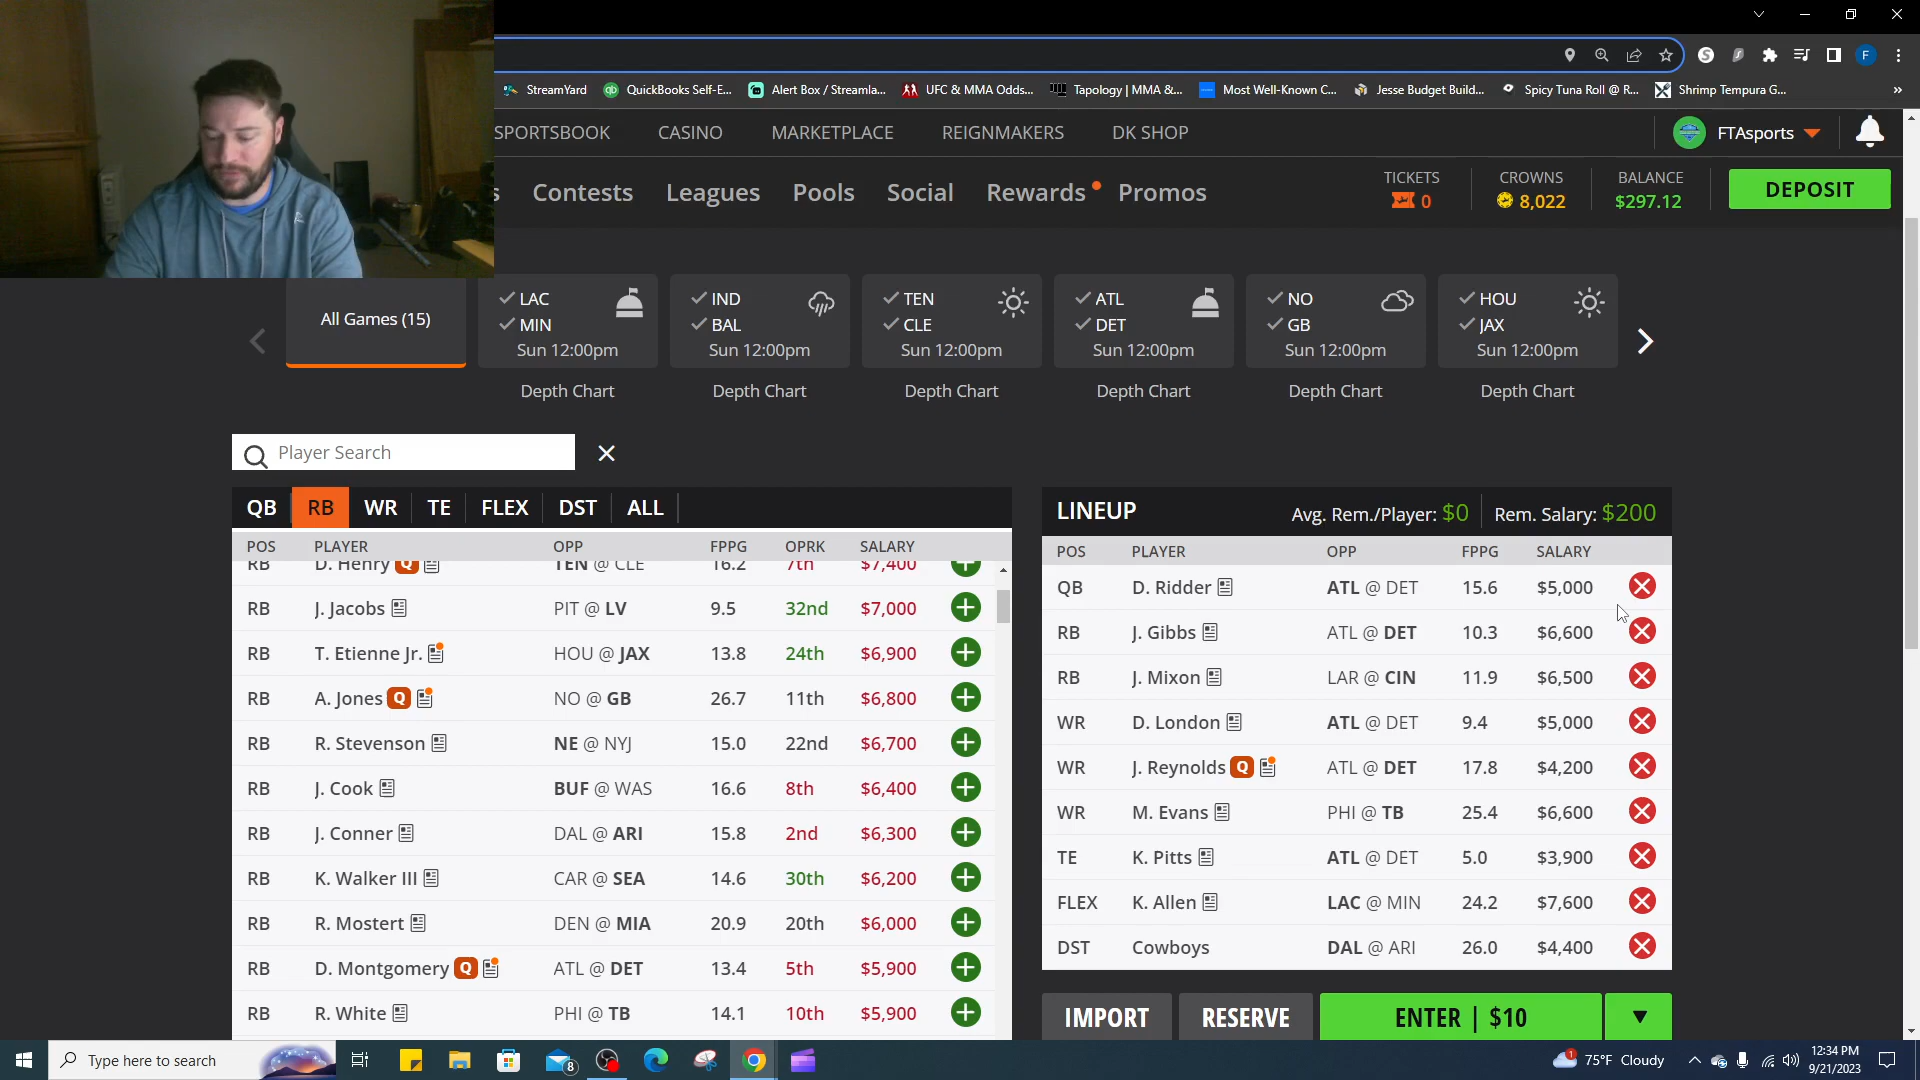 StreamYard
QuickBooks Self-E...
Alert Box / Streamla...
UFC & MMA Odds...
Tapology | MMA &...
Most Well-Known C...
Jesse Budget Build...
Spicy Tuna Roll @ R...
Shrimp Tempura G...
»
F
SPORTSBOOK CASINO MARKETPLACE REIGNMAKERS DK SHOP
FTAsports
s Contests Leagues Pools Social Rewards Promos
TICKETS
0
CROWNS
8,022
BALANCE
$297.12
DEPOSIT
All Games (15)
LAC
MIN
Sun 12:00pm
Depth Chart
IND
BAL
Sun 12:00pm
Depth Chart
TEN
CLE
Sun 12:00pm
Depth Chart
ATL
DET
Sun 12:00pm
Depth Chart
NO
GB
Sun 12:00pm
Depth Chart
HOU
JAX
Sun 12:00pm
Depth Chart
Player Search
QB RB WR TE FLEX DST ALL
POS PLAYER OPP FPPG OPRK SALARY
RB D. Henry Q TEN @ CLE 16.2 7th $7,400
RB J. Jacobs PIT @ LV 9.5 32nd $7,000
RB T. Etienne Jr. HOU @ JAX 13.8 24th $6,900
RB A. Jones Q NO @ GB 26.7 11th $6,800
RB R. Stevenson NE @ NYJ 15.0 22nd $6,700
RB J. Cook BUF @ WAS 16.6 8th $6,400
RB J. Conner DAL @ ARI 15.8 2nd $6,300
RB K. Walker III CAR @ SEA 14.6 30th $6,200
RB R. Mostert DEN @ MIA 20.9 20th $6,000
RB D. Montgomery Q ATL @ DET 13.4 5th $5,900
RB R. White PHI @ TB 14.1 10th $5,900
LINEUP Avg. Rem./Player: $0 Rem. Salary: $200
POS PLAYER OPP FPPG SALARY
QB D. Ridder ATL @ DET 15.6 $5,000
RB J. Gibbs ATL @ DET 10.3 $6,600
RB J. Mixon LAR @ CIN 11.9 $6,500
WR D. London ATL @ DET 9.4 $5,000
WR J. Reynolds Q ATL @ DET 17.8 $4,200
WR M. Evans PHI @ TB 25.4 $6,600
TE K. Pitts ATL @ DET 5.0 $3,900
FLEX K. Allen LAC @ MIN 24.2 $7,600
DST Cowboys DAL @ ARI 26.0 $4,400
IMPORT RESERVE ENTER | $10
Type here to search
8
1
75°F Cloudy
12:34 PM
9/21/2023